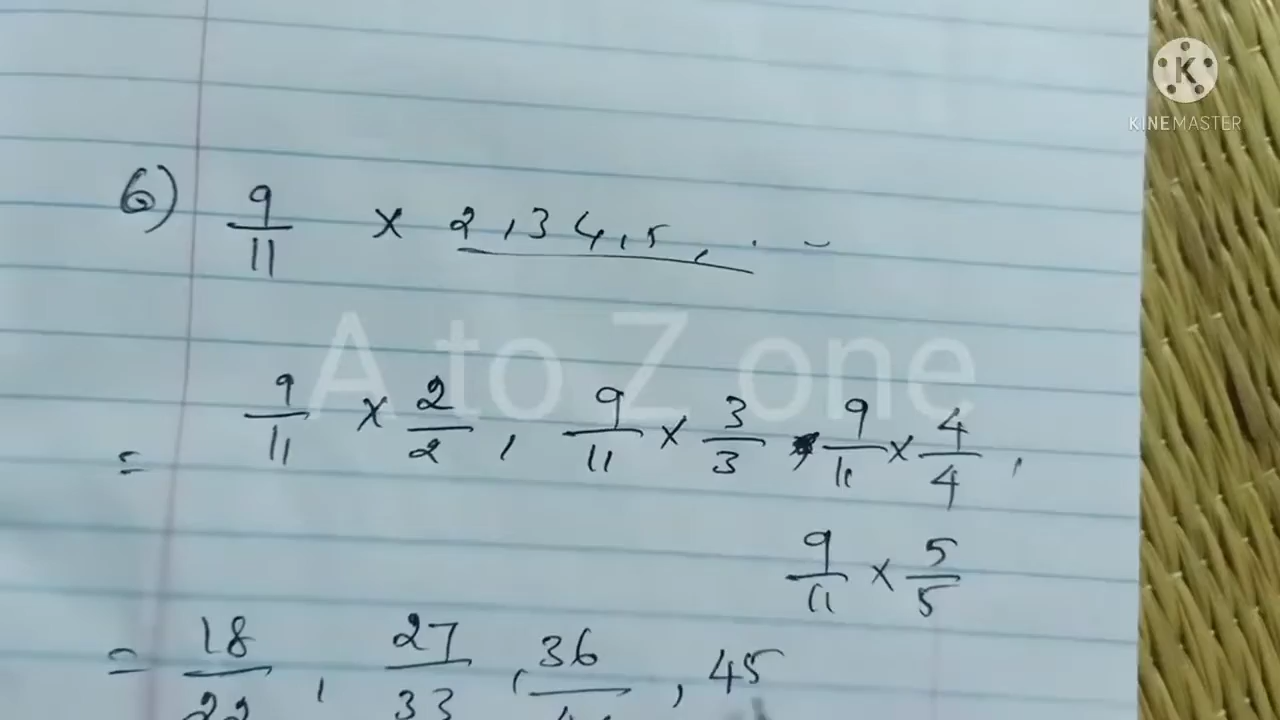 K
KINEMASTER
6) 9/11 × 2,3 4,5, . -
A to Z one
= 9/11 × 2/2 , 9/11 × 3/3 , 9/11 × 4/4 ,
9/11 × 5/5
= 18/22 , 27/33 , 36/44 , 45